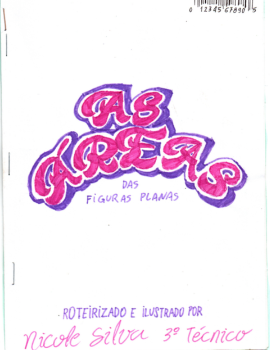 0 12345 67890 5
AS
ÁREAS
DAS
FIGURAS PLANAS
ROTEIRIZADO E ILUSTRADO POR
Nicole Silva 3º Técnico